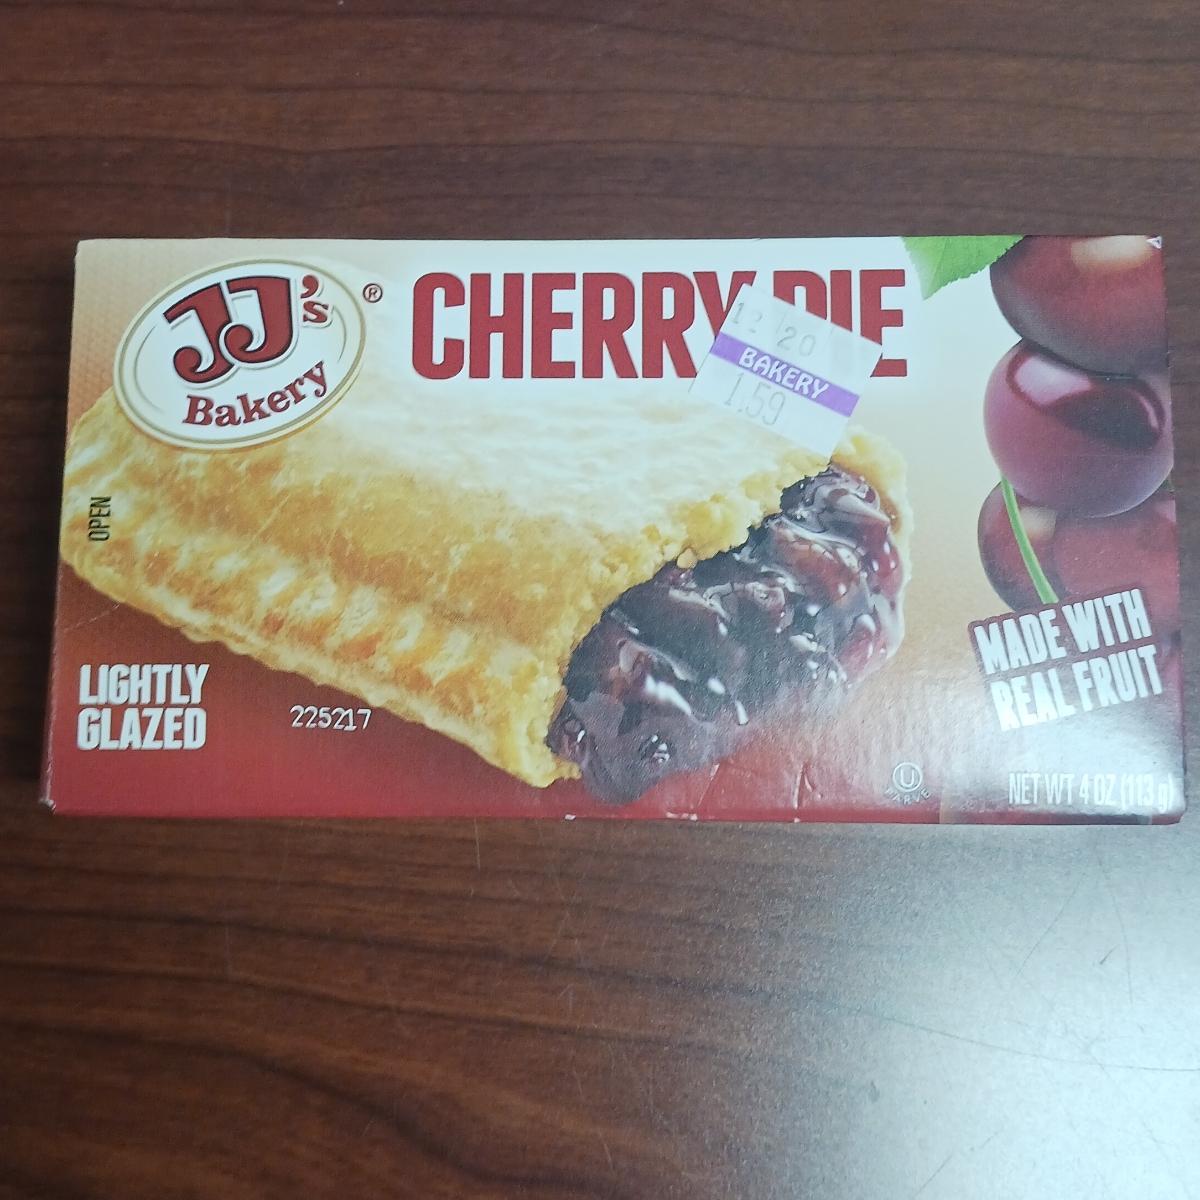 JJ's
Bakery
®
CHERRY PIE
12 20
BAKERY
1.59
OPEN
LIGHTLY
GLAZED
225217
MADE WITH
REAL FRUIT
U
PARVE
NET WT 4 OZ (113 g)